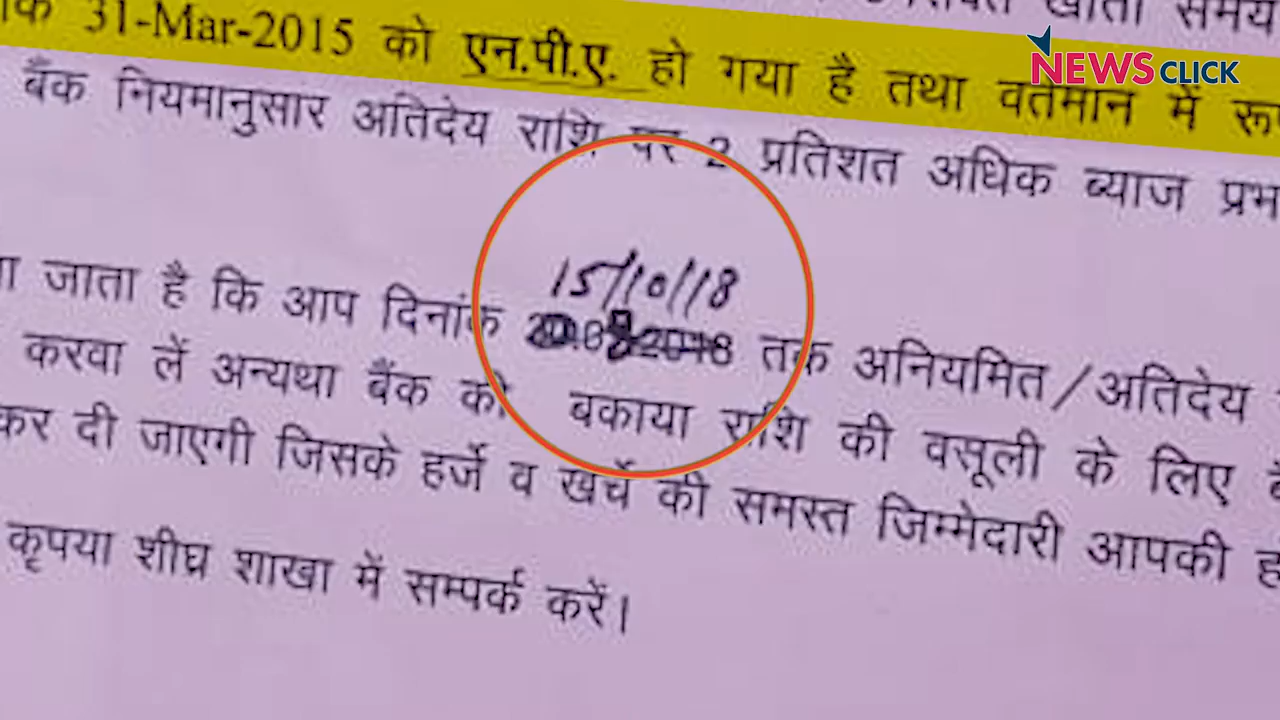 खाता समय
31-Mar-2015 को एन.पी.ए. हो गया है तथा वर्तमान में
NEWSCLICK
बैंक नियमानुसार अतिदेय राशि पर 2 प्रतिशत अधिक ब्याज
15/10/18
जाता है कि आप दिनांक तक अनियमित/अतिदेय
करवा लें अन्यथा बैंक की बकाया राशि की वसूली के लिए
कर दी जाएगी जिसके हर्जे व खर्चे की समस्त जिम्मेदारी आपकी
कृपया शीघ्र शाखा में सम्पर्क करें।